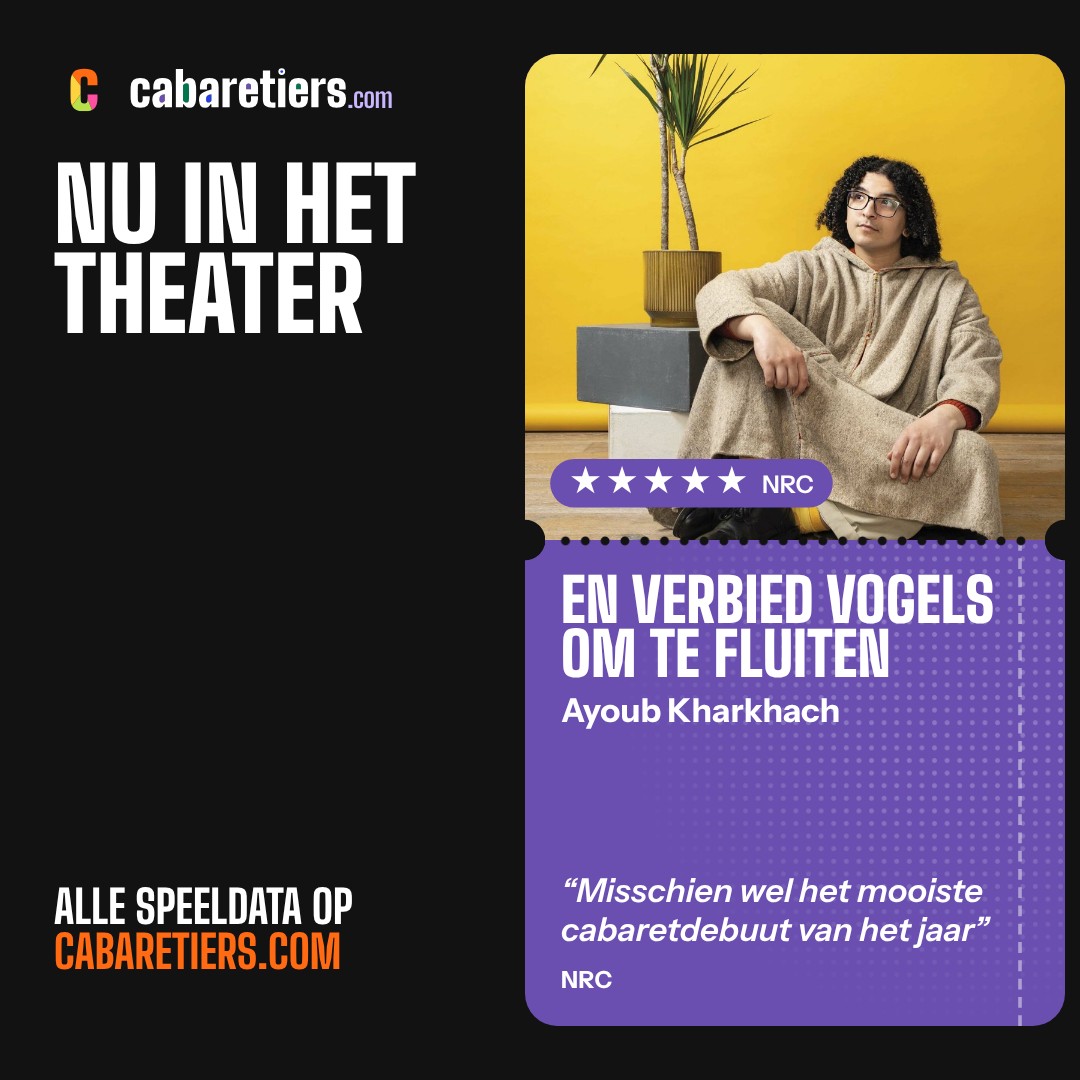 cabaretiers.com
NU IN HET
THEATER
★★★★★ NRC
EN VERBIED VOGELS
OM TE FLUITEN
Ayoub Kharkhach
“Misschien wel het mooiste
cabaretdebuut van het jaar”
NRC
ALLE SPEELDATA OP
CABARETIERS.COM